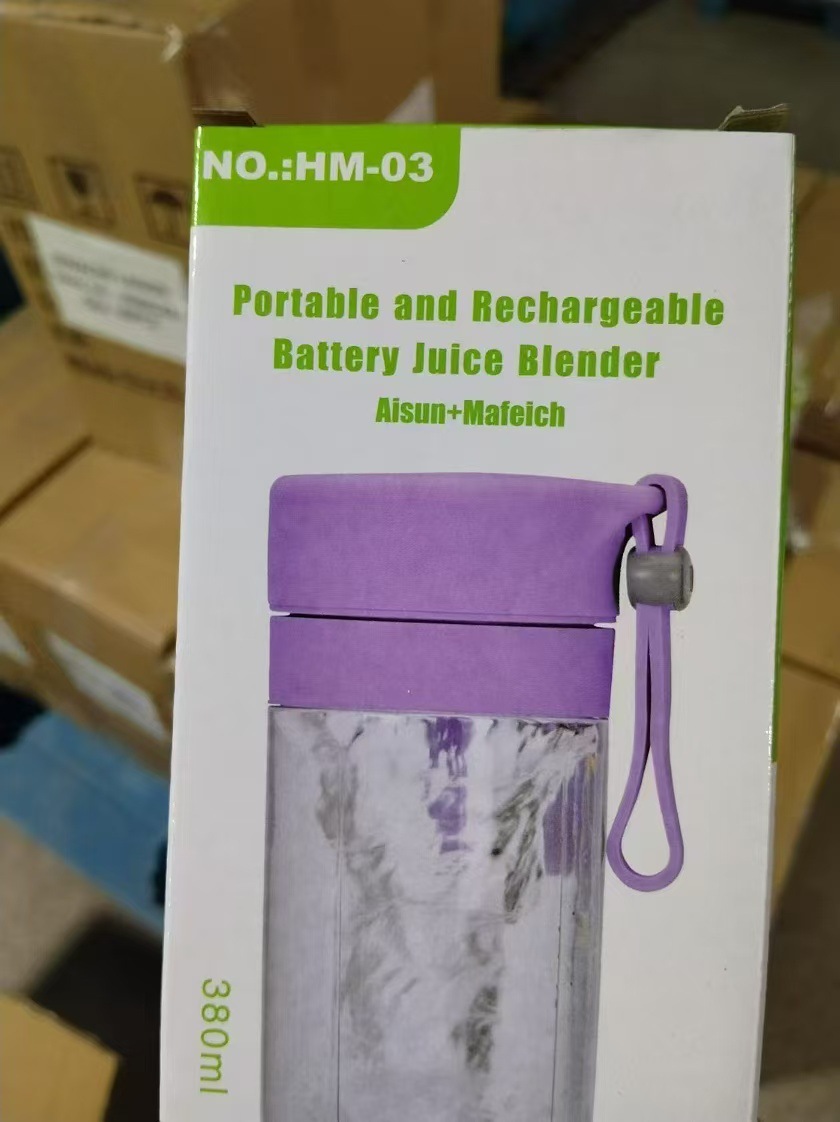 NO.:HM-03
Portable and Rechargeable
Battery Juice Blender
Aisun+Mafeich
380ml